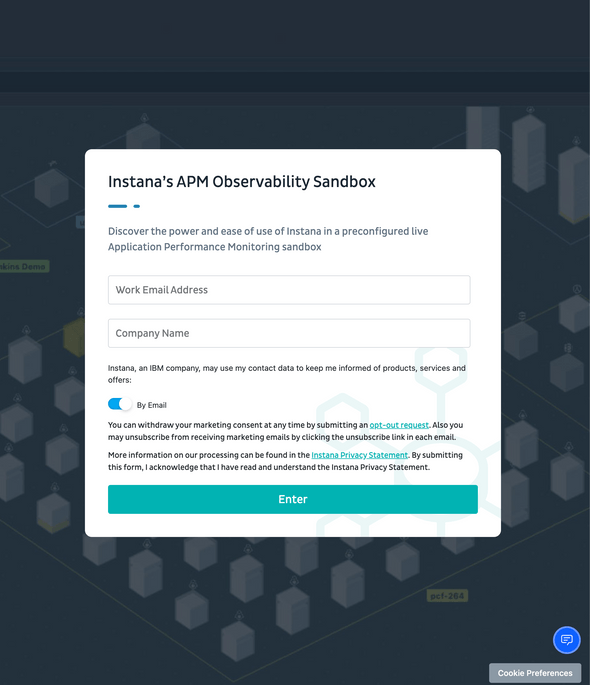 Instana's APM Observability Sandbox
Discover the power and ease of use of Instana in a preconfigured live
Application Performance Monitoring sandbox
Work Email Address
Company Name
Instana, an IBM company, may use my contact data to keep me informed of products, services and
offers:
By Email
You can withdraw your marketing consent at any time by submitting an opt-out request. Also you
may unsubscribe from receiving marketing emails by clicking the unsubscribe link in each email.
More information on our processing can be found in the Instana Privacy Statement. By submitting
this form, I acknowledge that I have read and understand the Instana Privacy Statement.
Enter
Demo
pcf-364
Cookie Preferences